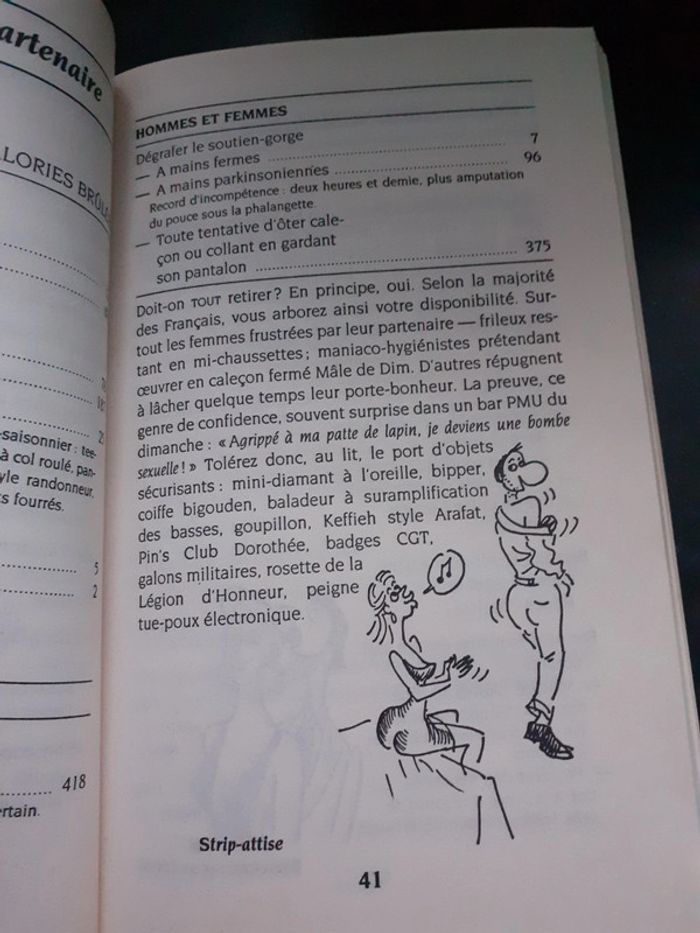 artenaire
LORIES BRÛL
5
-saisonnier : tee-
à col roulé, pan-
yle randonneur,
s fourrés.
5
2
418
ertain.
HOMMES ET FEMMES
Dégrafer le soutien-gorge
— A mains fermes 7
— A mains parkinsoniennes 96
Record d'incompétence : deux heures et demie, plus amputation
du pouce sous la phalangette.
— Toute tentative d'ôter cale-
çon ou collant en gardant
son pantalon 375
Doit-on TOUT retirer ? En principe, oui. Selon la majorité
des Français, vous arborez ainsi votre disponibilité. Sur-
tout les femmes frustrées par leur partenaire — frileux res-
tant en mi-chaussettes ; maniaco-hygiénistes prétendant
œuvrer en caleçon fermé Mâle de Dim. D'autres répugnent
à lâcher quelque temps leur porte-bonheur. La preuve, ce
genre de confidence, souvent surprise dans un bar PMU du
dimanche : « Agrippé à ma patte de lapin, je deviens une bombe
sexuelle ! » Tolérez donc, au lit, le port d'objets
sécurisants : mini-diamant à l'oreille, bipper,
coiffe bigouden, baladeur à suramplification
des basses, goupillon, Keffieh style Arafat,
Pin's Club Dorothée, badges CGT,
galons militaires, rosette de la
Légion d'Honneur, peigne
tue-poux électronique.
Strip-attise
41